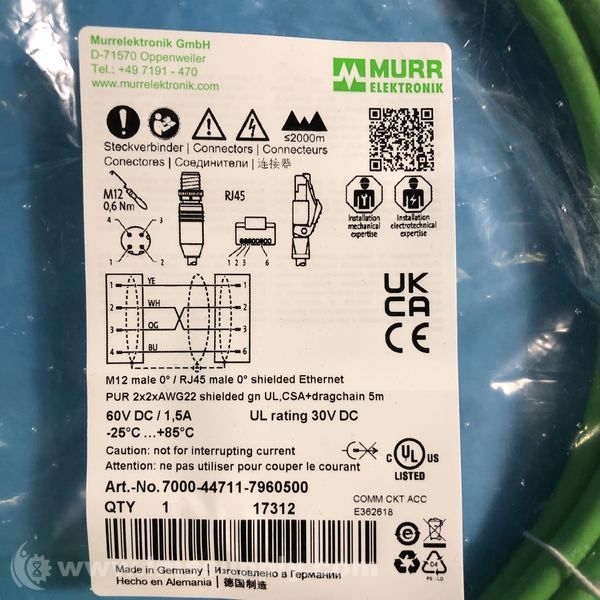 Murrelektronik GmbH
D-71570 Oppenweiler
Tel.: +49 7191 - 470
www.murrelektronik.com
MURR
ELEKTRONIK
≤2000m
Steckverbinder | Connectors | Connecteurs
Conectores | Соединители | 连接器
M12
0,6 Nm
RJ45
4 3
1 2
1 2 3 6
Installation
mechanical
expertise
Installation
electrotechnical
expertise
1 YE 1
2 WH 2
3 OG 3
4 BU 6
UK
CA
CE
M12 male 0° / RJ45 male 0° shielded Ethernet
PUR 2x2xAWG22 shielded gn UL,CSA+dragchain 5m
60V DC / 1,5A UL rating 30V DC
-25°C ...+85°C
Caution: not for interrupting current
Attention: ne pas utiliser pour couper le courant
C UL US
LISTED
Art.-No. 7000-44711-7960500
QTY 1 17312
COMM CKT ACC
E362618
Made in Germany | Изготовлено в Германии
Hecho en Alemania | 德国制造
04
PE-LD